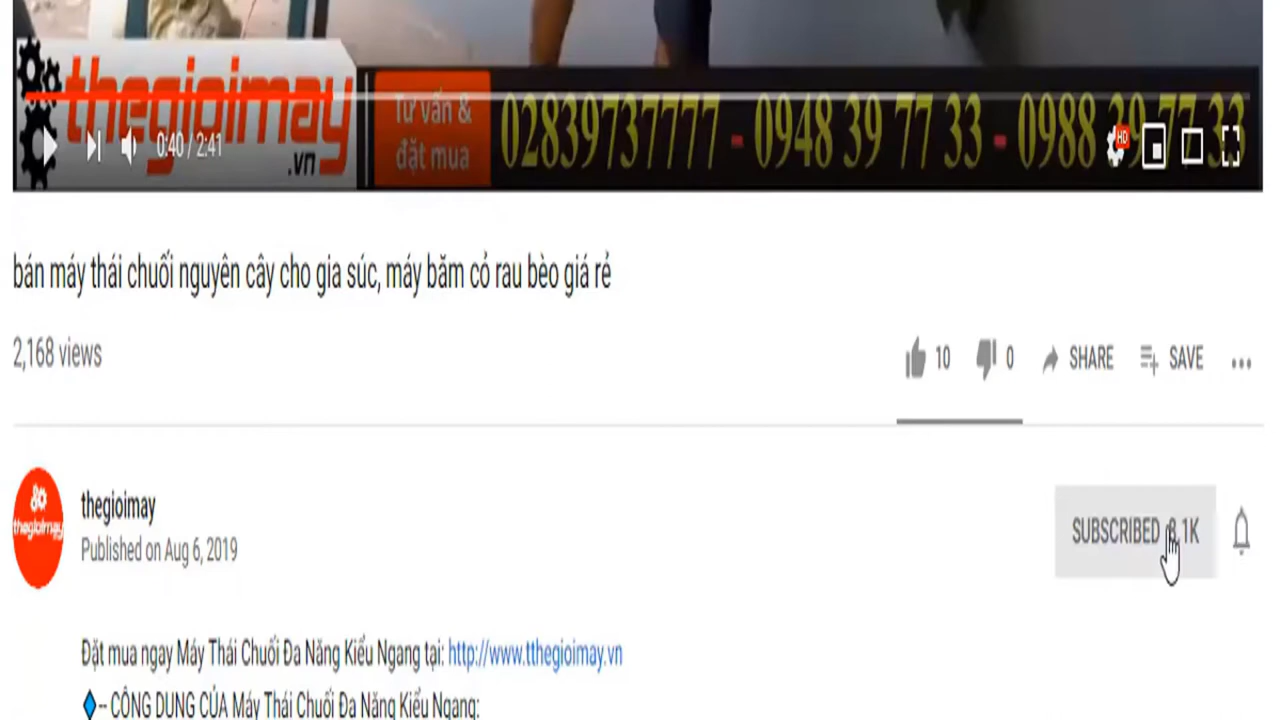 thegioimay
.vn
Tư vấn &
đặt mua
02839737777 - 0948 39 77 33 - 0988 39 77 33
HD
0:40 / 2:41
bán máy thái chuối nguyên cây cho gia súc, máy băm cỏ rau bèo giá rẻ
2,168 views
10 0 SHARE SAVE
thegioimay
thegioimay
Published on Aug 6, 2019
SUBSCRIBED 8.1K
Đặt mua ngay Máy Thái Chuối Đa Năng Kiểu Ngang tại: http://www.tthegioimay.vn
-- CÔNG DỤNG CỦA Máy Thái Chuối Đa Năng Kiểu Ngang: